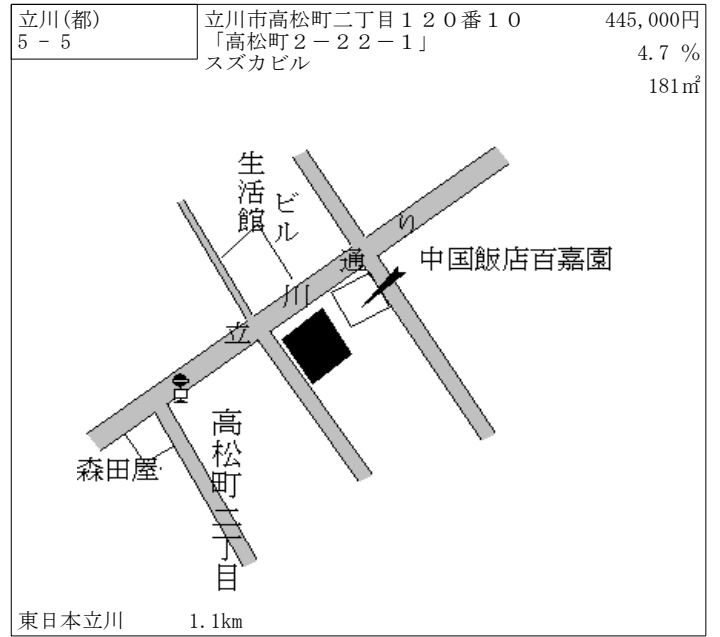 立川(都)
5 - 5
立川市高松町二丁目１２０番１０
「高松町２－２２－１」
スズカビル
445,000円
4.7 %
181㎡
生活館
ビル
立川通り
中国飯店百嘉園
森田屋
高松町二丁目
東日本立川 1.1km